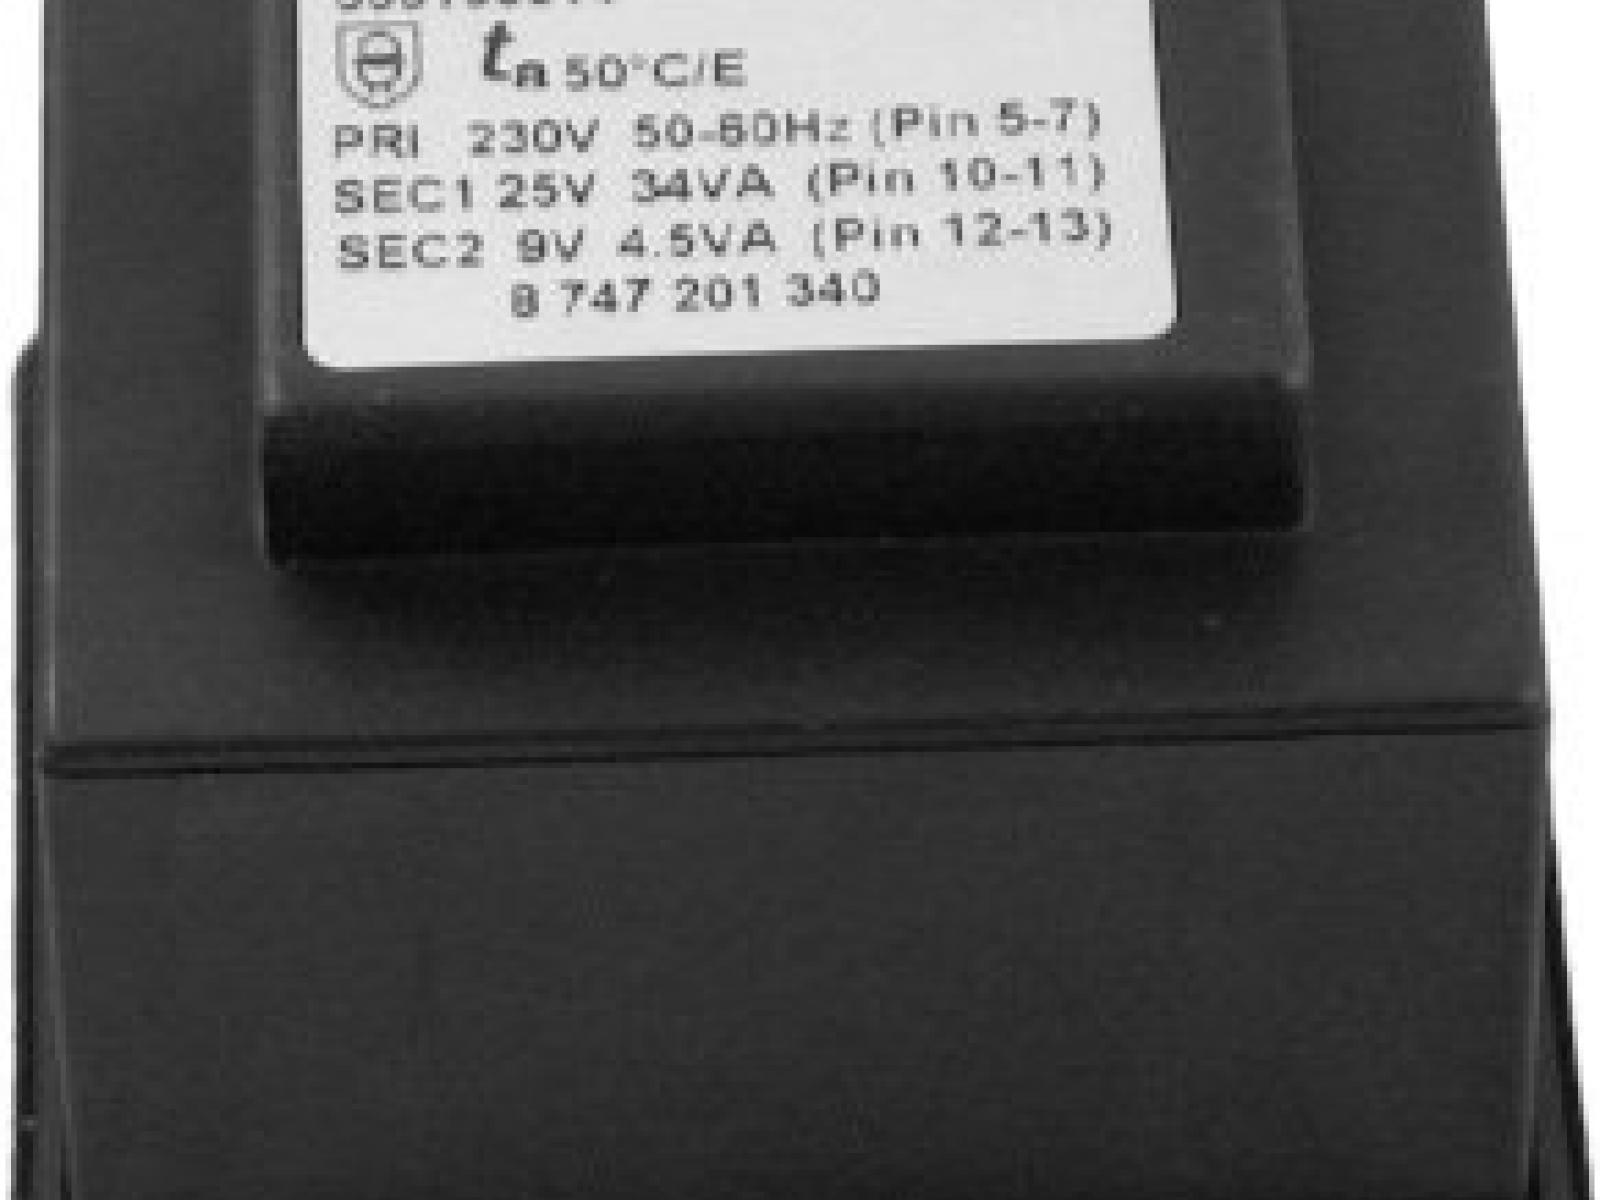 tₐ 50°C/E
PRI 230V 50-60Hz (Pin 5-7)
SEC1 25V 34VA (Pin 10-11)
SEC2 9V 4.5VA (Pin 12-13)
8 747 201 340